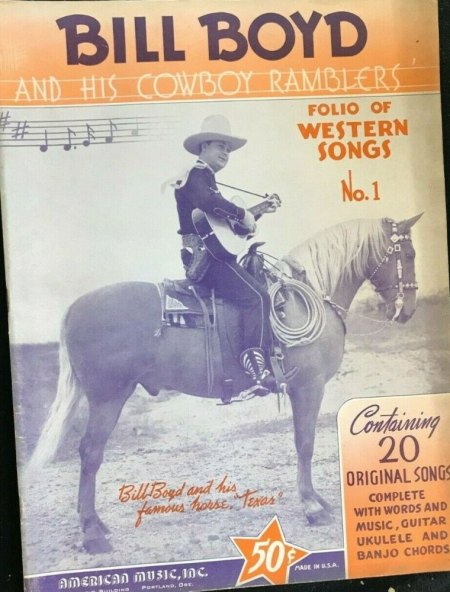 BILL BOYD
AND HIS COWBOY RAMBLERS'
FOLIO OF
WESTERN
SONGS
No. 1
Containing
20
ORIGINAL SONGS
COMPLETE
WITH WORDS AND
MUSIC, GUITAR
UKULELE AND
BANJO CHORDS
Bill Boyd and his
famous horse, "Texas"
50¢
MADE IN U.S.A.
AMERICAN MUSIC, INC.
BUILDING PORTLAND, ORE.